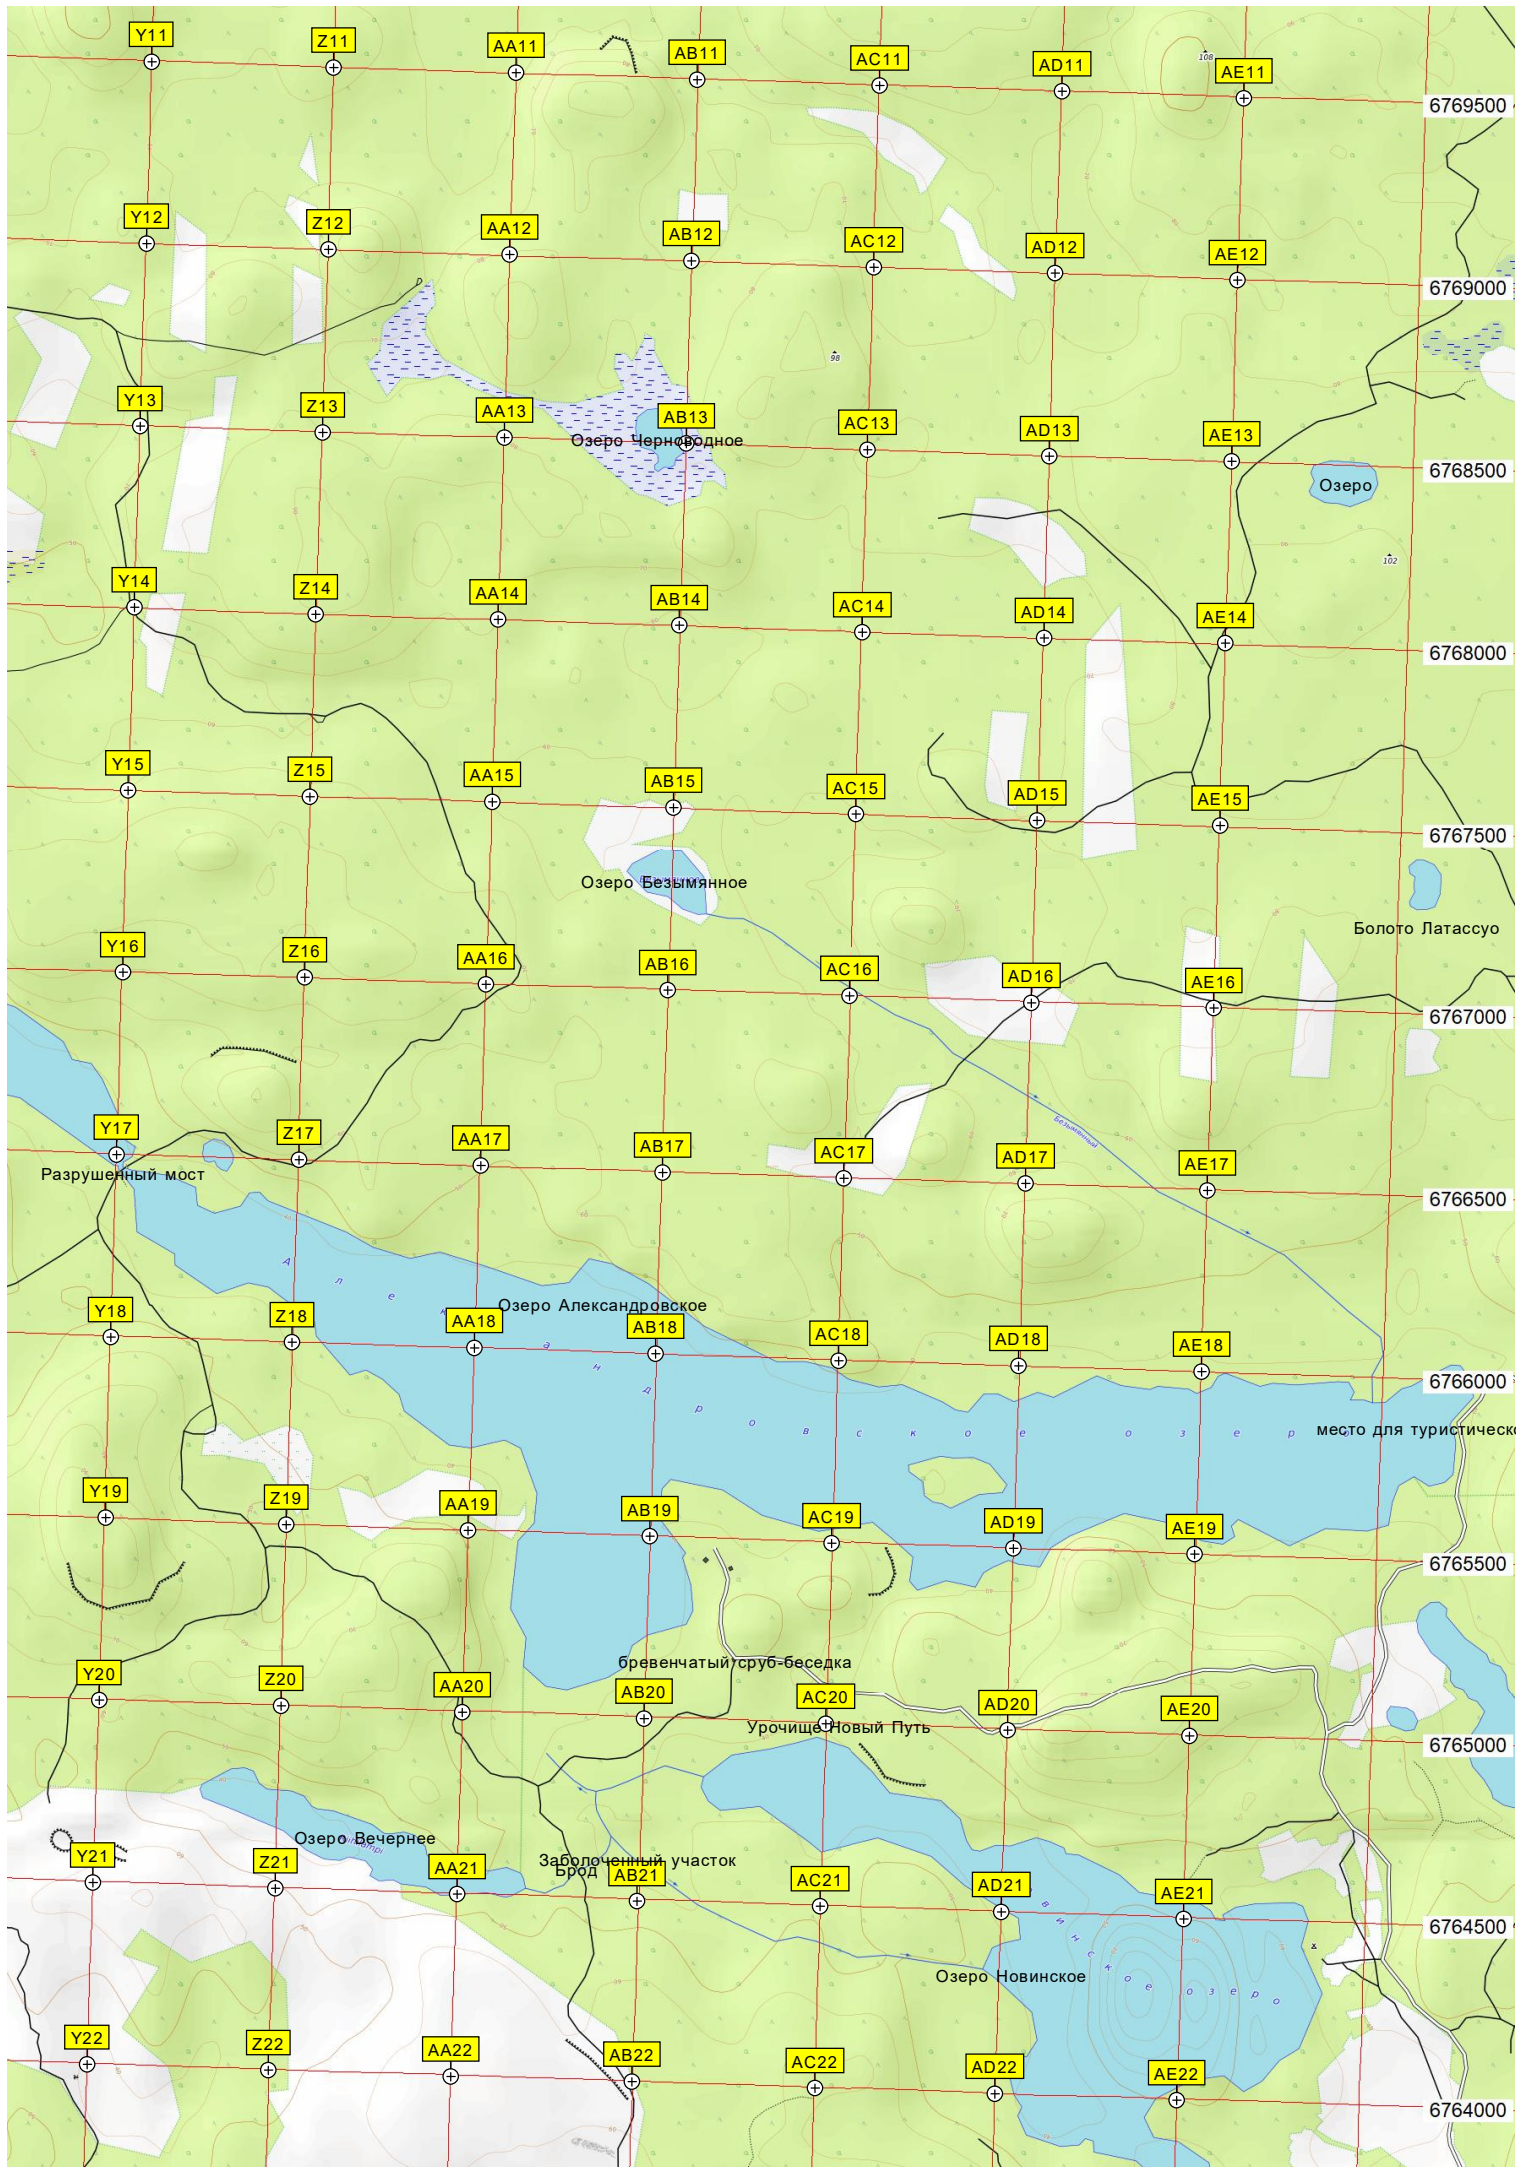 Y11
Z11
AA11
AB11
AC11
AD11
108
AE11
6769500
Y12
Z12
AA12
AB12
AC12
AD12
AE12
6769000
98
Y13
Z13
AA13
AB13
AC13
AD13
AE13
Озеро Черноводное
6768500
Озеро
102
Y14
Z14
AA14
AB14
AC14
AD14
AE14
6768000
Y15
Z15
AA15
AB15
AC15
AD15
AE15
6767500
Озеро Безымянное
Болото Латассуо
Y16
Z16
AA16
AB16
AC16
AD16
AE16
6767000
Безымянный
Y17
Z17
AA17
AB17
AC17
AD17
AE17
Разрушенный мост
6766500
Озеро Александровское
Y18
Z18
AA18
AB18
AC18
AD18
AE18
6766000
место для туристическо
Y19
Z19
AA19
AB19
AC19
AD19
AE19
6765500
бревенчатый сруб-беседка
Y20
Z20
AA20
AB20
AC20
AD20
AE20
Урочище Новый Путь
6765000
Озеро Вечернее
Заболоченный участок
Брод
Y21
Z21
AA21
AB21
AC21
AD21
AE21
6764500
Озеро Новинское
Y22
Z22
AA22
AB22
AC22
AD22
AE22
6764000